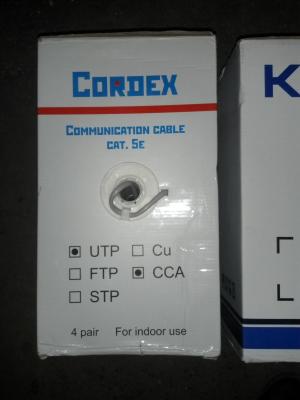 CORDEX
COMMUNICATION CABLE
CAT. 5E
UTP Cu
FTP CCA
STP
4 pair For indoor use
K